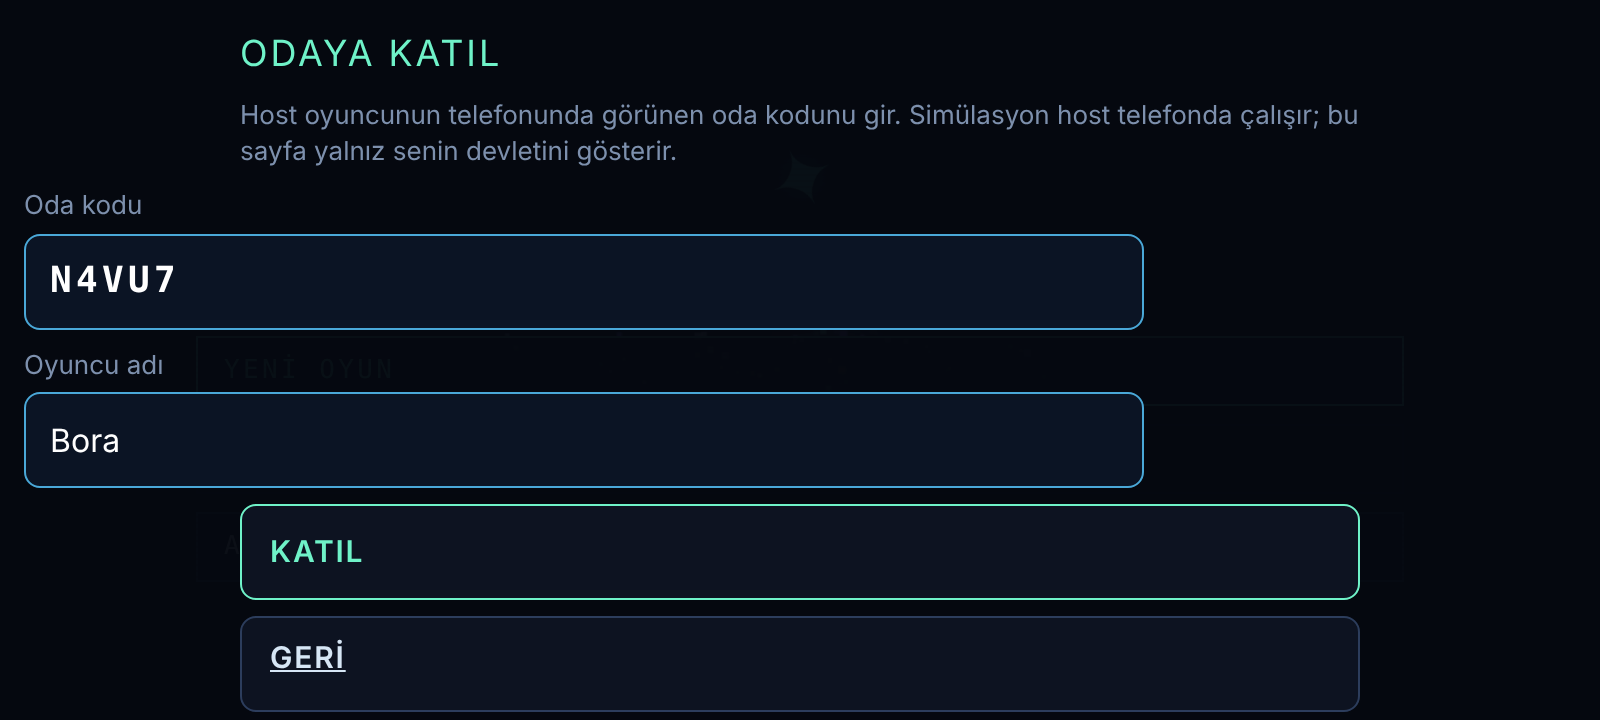 ODAYA KATIL
Host oyuncunun telefonunda görünen oda kodunu gir. Simülasyon host telefonda çalışır; bu
sayfa yalnız senin devletini gösterir.
Oda kodu
N4VU7
YENİ OYUN
Oyuncu adı
Bora
KATIL
GERİ